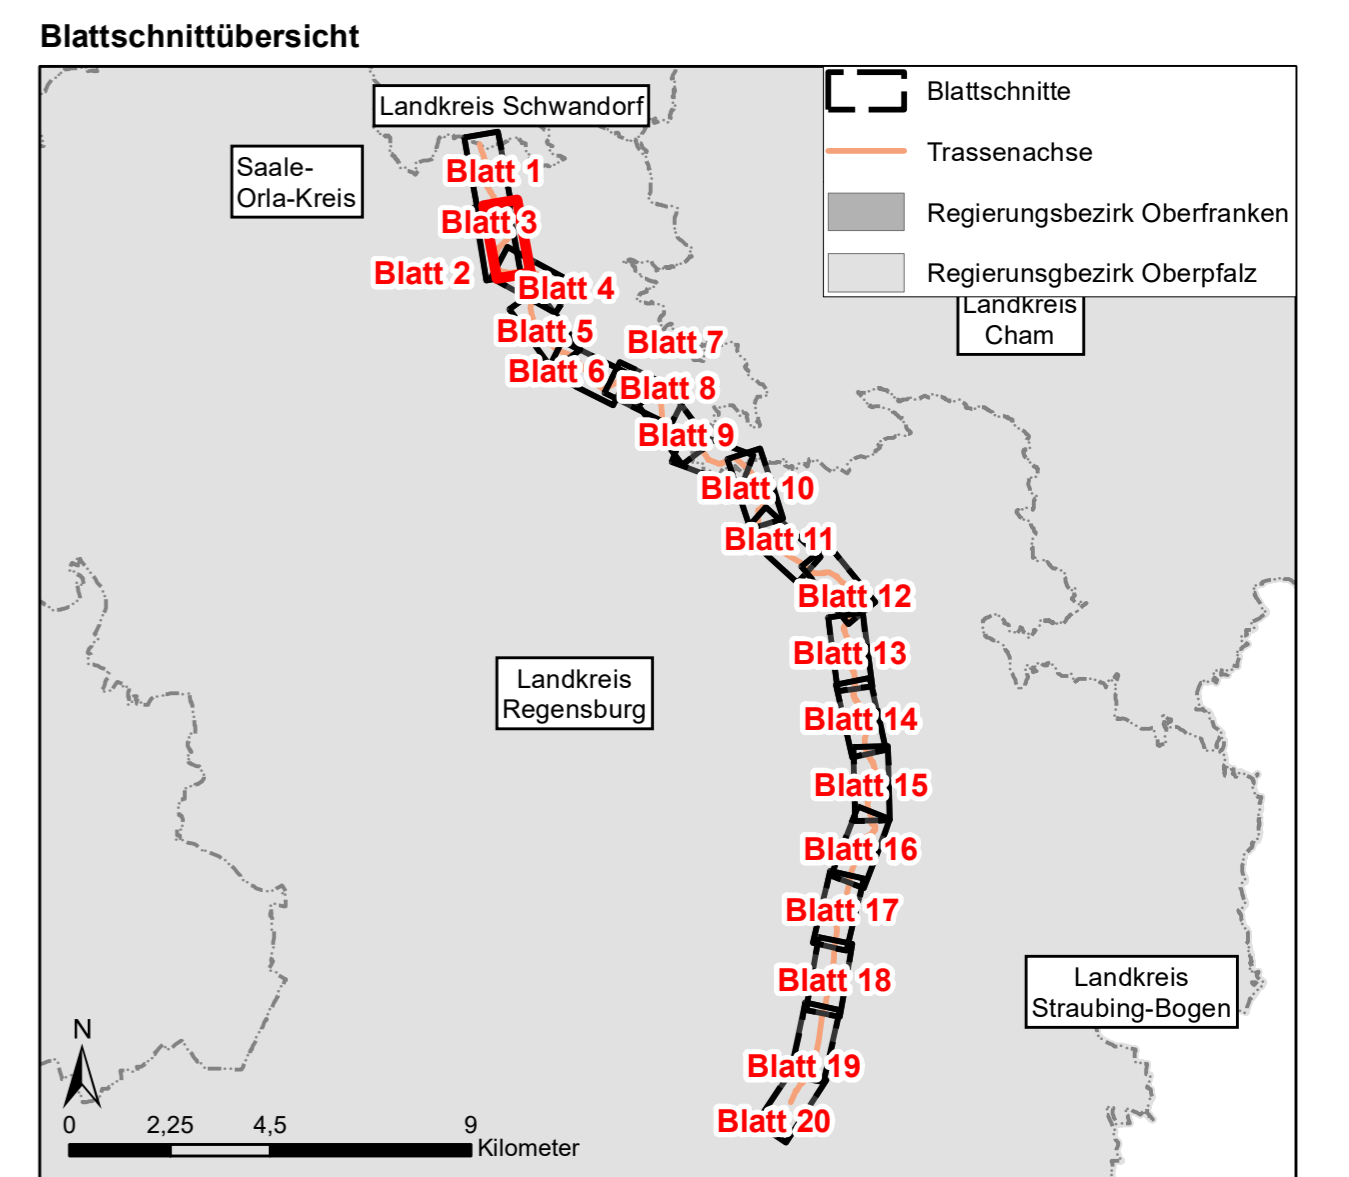 Blattschnittübersicht
Landkreis Schwandorf
Saale-
Orla-Kreis
Blattschnitte
Trassenachse
Regierungsbezirk Oberfranken
Regierunsgbezirk Oberpfalz
Landkreis
Cham
Blatt 1
Blatt 3
Blatt 2
Blatt 4
Blatt 5
Blatt 7
Blatt 6
Blatt 8
Blatt 9
Blatt 10
Blatt 11
Blatt 12
Blatt 13
Landkreis
Regensburg
Blatt 14
Blatt 15
Blatt 16
Blatt 17
Blatt 18
Landkreis
Straubing-Bogen
Blatt 19
Blatt 20
N
0 2,25 4,5 9
Kilometer